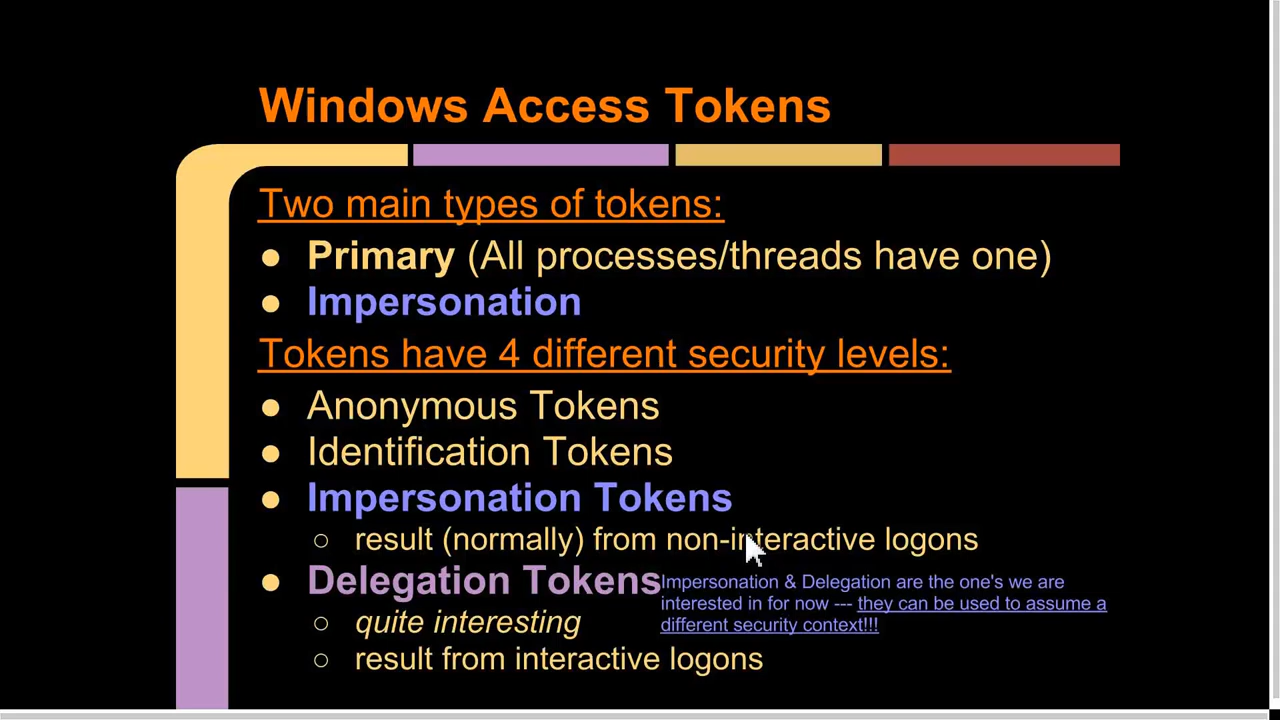 Windows Access Tokens
Two main types of tokens:
● Primary (All processes/threads have one)
● Impersonation
Tokens have 4 different security levels:
● Anonymous Tokens
● Identification Tokens
● Impersonation Tokens
○ result (normally) from non-interactive logons
● Delegation Tokens
Impersonation & Delegation are the one's we are
interested in for now --- they can be used to assume a
different security context!!!
○ quite interesting
○ result from interactive logons